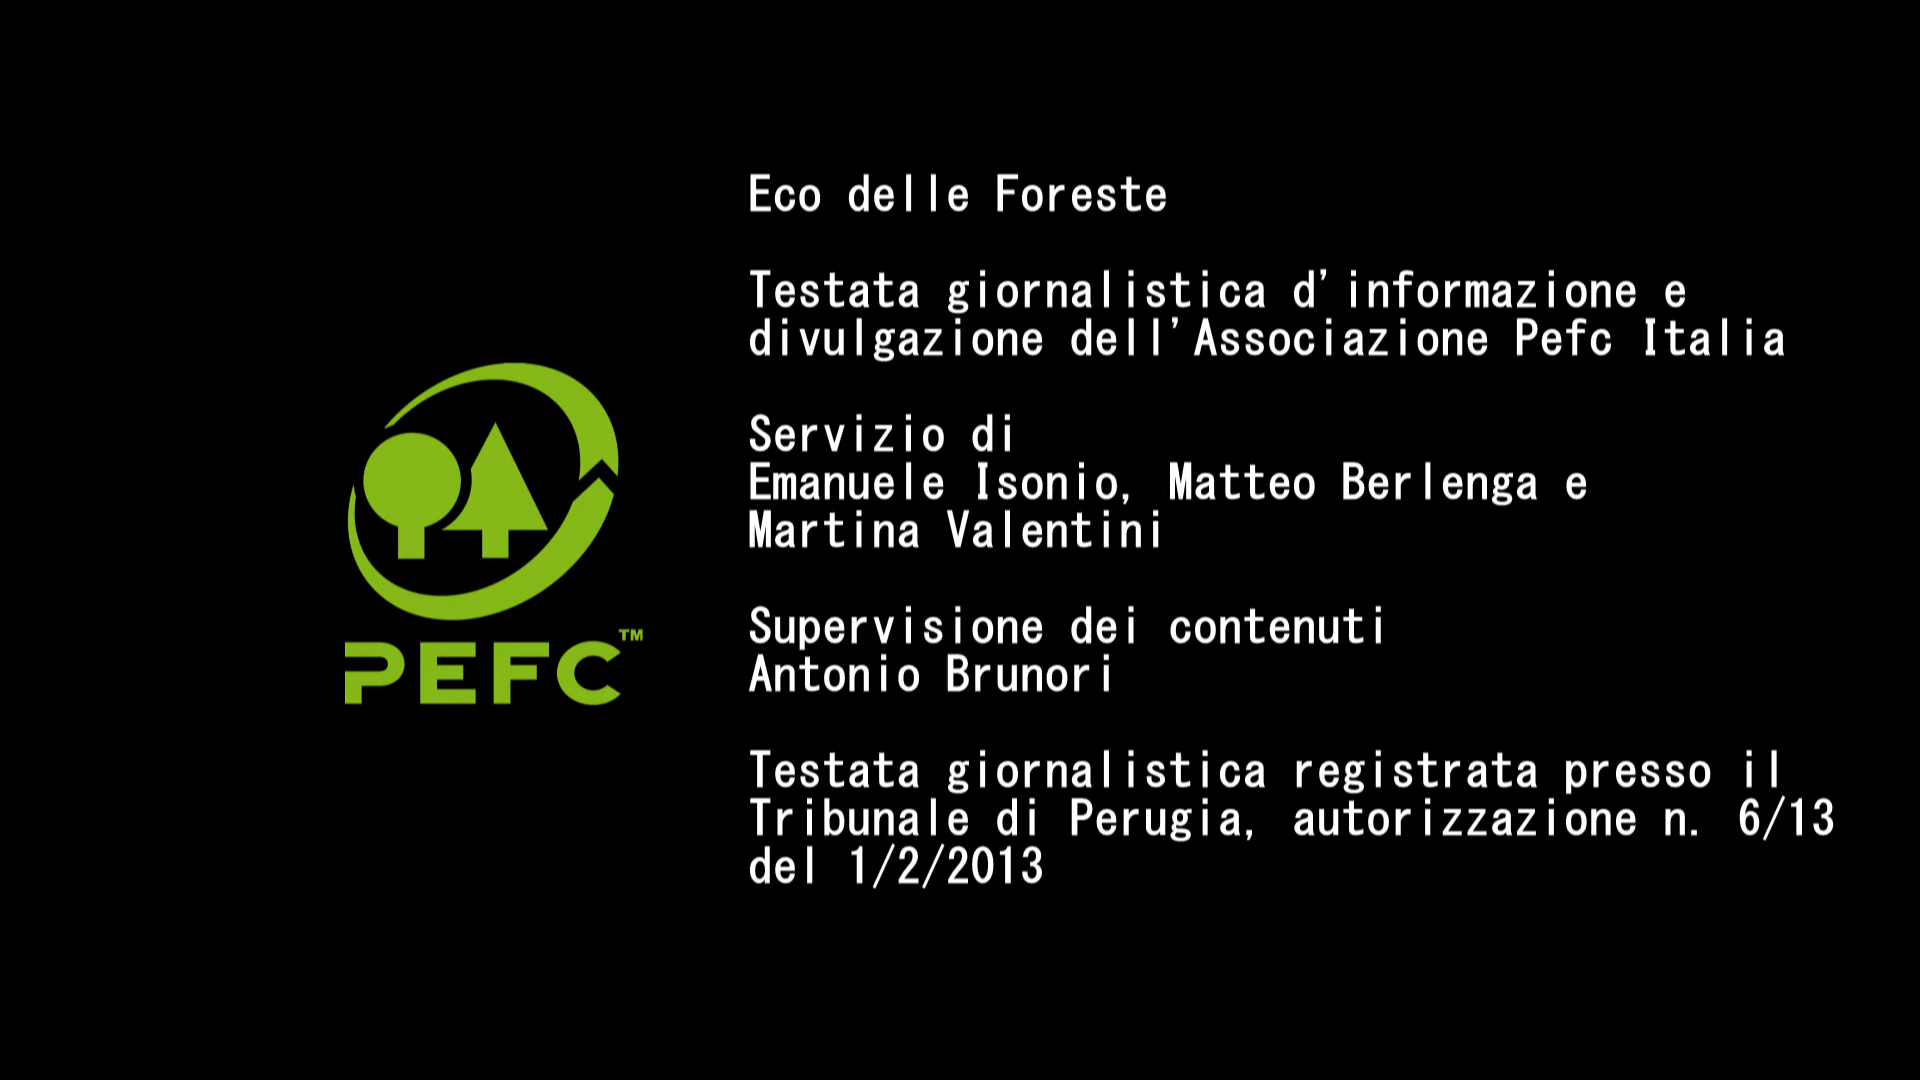 Eco delle Foreste
Testata giornalistica d'informazione e
divulgazione dell'Associazione Pefc Italia
Servizio di
Emanuele Isonio, Matteo Berlenga e
Martina Valentini
Supervisione dei contenuti
Antonio Brunori
Testata giornalistica registrata presso il
Tribunale di Perugia, autorizzazione n. 6/13
del 1/2/2013
PEFC™